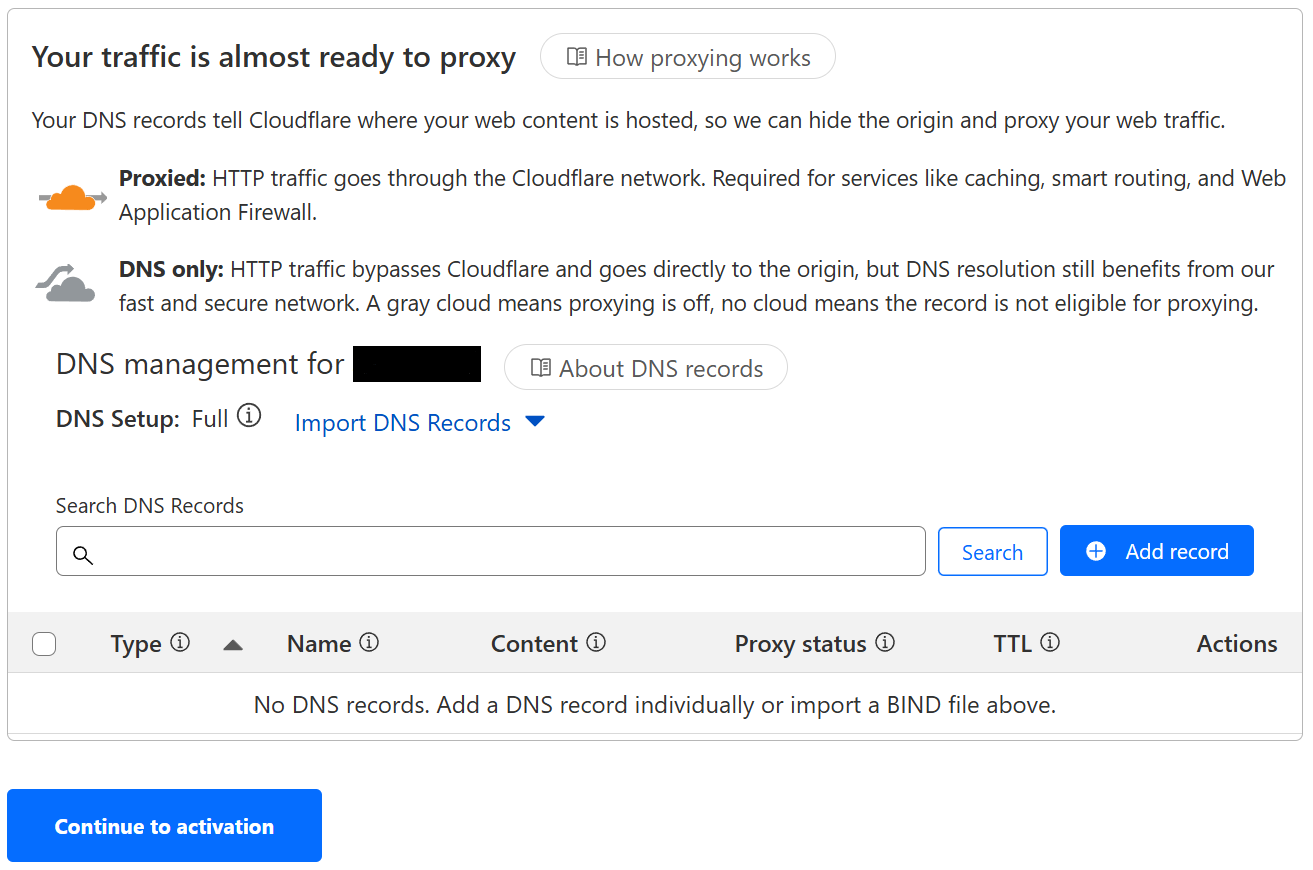 Your traffic is almost ready to proxy
How proxying works
Your DNS records tell Cloudflare where your web content is hosted, so we can hide the origin and proxy your web traffic.
Proxied: HTTP traffic goes through the Cloudflare network. Required for services like caching, smart routing, and Web
Application Firewall.
DNS only: HTTP traffic bypasses Cloudflare and goes directly to the origin, but DNS resolution still benefits from our
fast and secure network. A gray cloud means proxying is off, no cloud means the record is not eligible for proxying.
DNS management for
About DNS records
DNS Setup: Full
Import DNS Records
Search DNS Records
Search
Add record
Type Name Content Proxy status TTL Actions
No DNS records. Add a DNS record individually or import a BIND file above.
Continue to activation